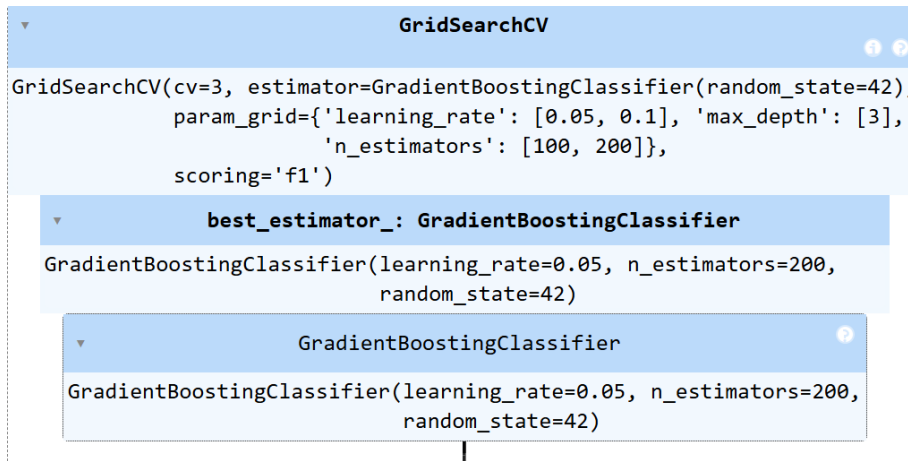 GridSearchCV
i ?
GridSearchCV(cv=3, estimator=GradientBoostingClassifier(random_state=42),
param_grid={'learning_rate': [0.05, 0.1], 'max_depth': [3],
'n_estimators': [100, 200]},
scoring='f1')
best_estimator_: GradientBoostingClassifier
GradientBoostingClassifier(learning_rate=0.05, n_estimators=200,
random_state=42)
GradientBoostingClassifier
?
GradientBoostingClassifier(learning_rate=0.05, n_estimators=200,
random_state=42)